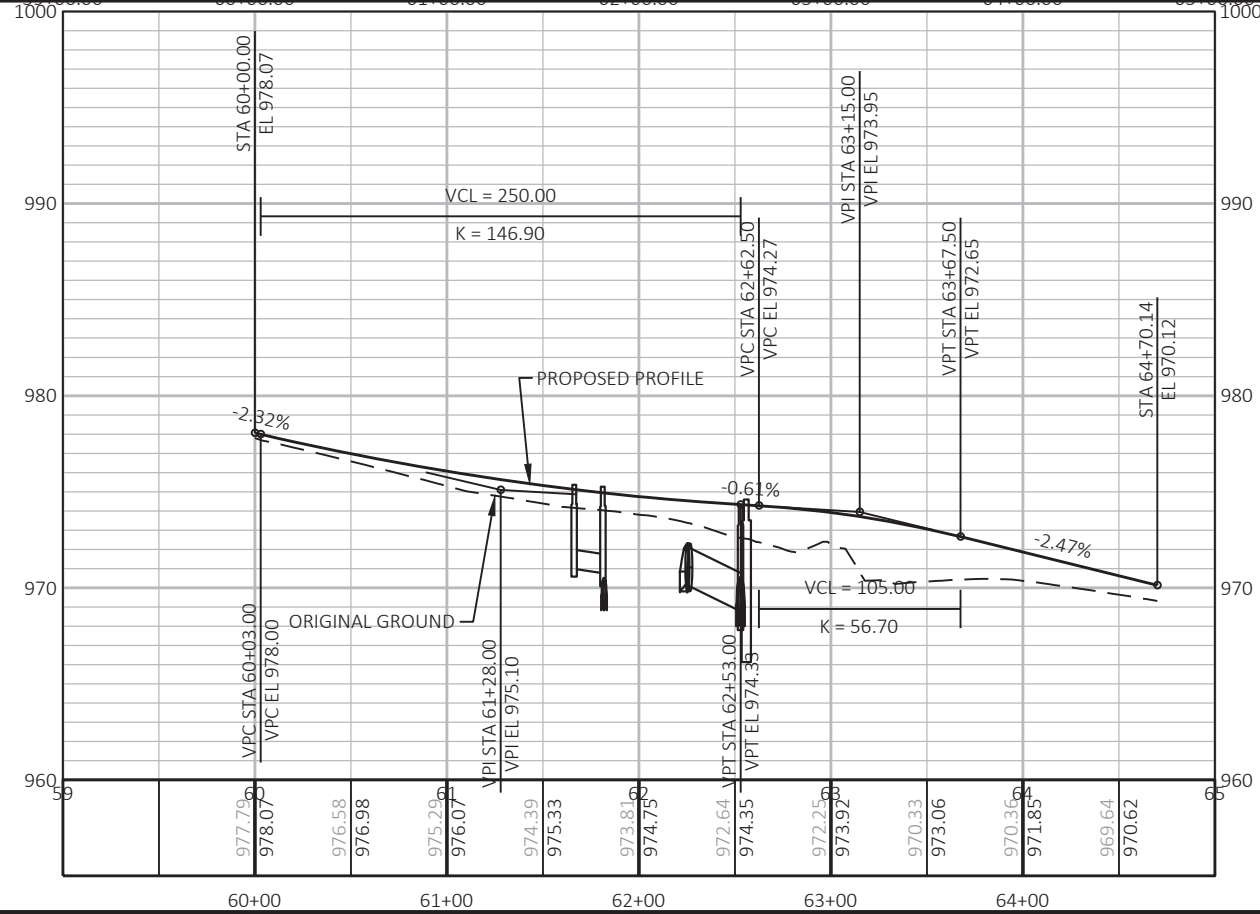 1000
1000
STA 60+00.00
EL 978.07
VPI STA 63+15.00
VPI EL 973.95
990
990
VCL = 250.00
K = 146.90
VPC STA 62+62.50
VPC EL 974.27
VPT STA 63+67.50
VPT EL 972.65
STA 64+70.14
EL 970.12
980
980
PROPOSED PROFILE
-2.32%
-0.61%
-2.47%
970
970
VCL = 105.00
K = 56.70
ORIGINAL GROUND
VPC STA 60+03.00
VPC EL 978.00
VPI STA 61+28.00
VPI EL 975.10
VPT STA 62+53.00
VPT EL 974.33
960
960
59
60
61
62
63
64
65
977.79
978.07
976.58
976.98
975.29
976.07
974.39
975.33
973.81
974.75
972.64
974.35
972.25
973.92
970.33
973.06
970.36
971.85
969.64
970.62
60+00
61+00
62+00
63+00
64+00